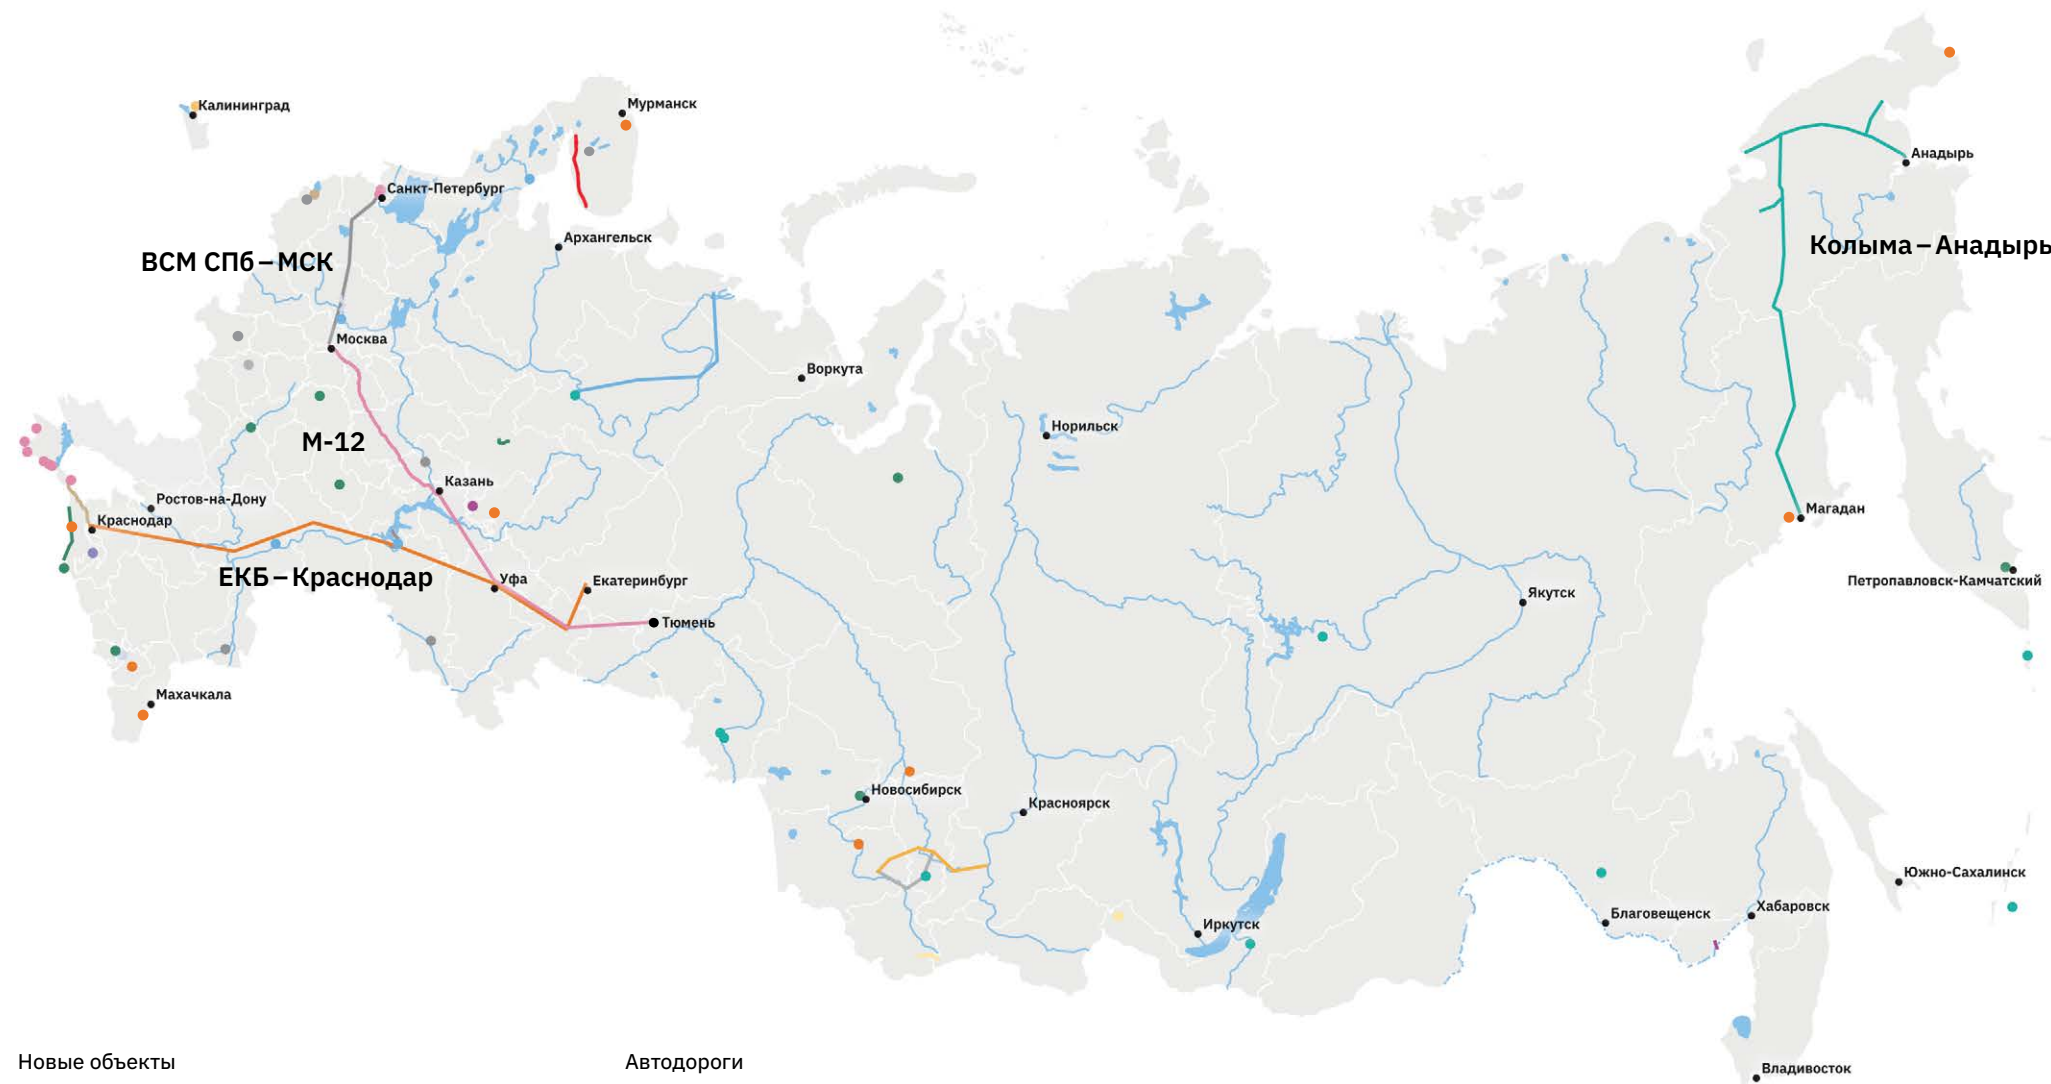 Калининград
Мурманск
Санкт-Петербург
Анадырь
Архангельск
ВСМ СПб – МСК
Колыма – Анадырь
Москва
Воркута
Норильск
М-12
Казань
Ростов-на-Дону
Краснодар
Магадан
ЕКБ – Краснодар
Уфа
Екатеринбург
Петропавловск-Камчатский
Якутск
Тюмень
Махачкала
Новосибирск
Красноярск
Южно-Сахалинск
Благовещенск
Хабаровск
Иркутск
Владивосток
Новые объекты
Автодороги